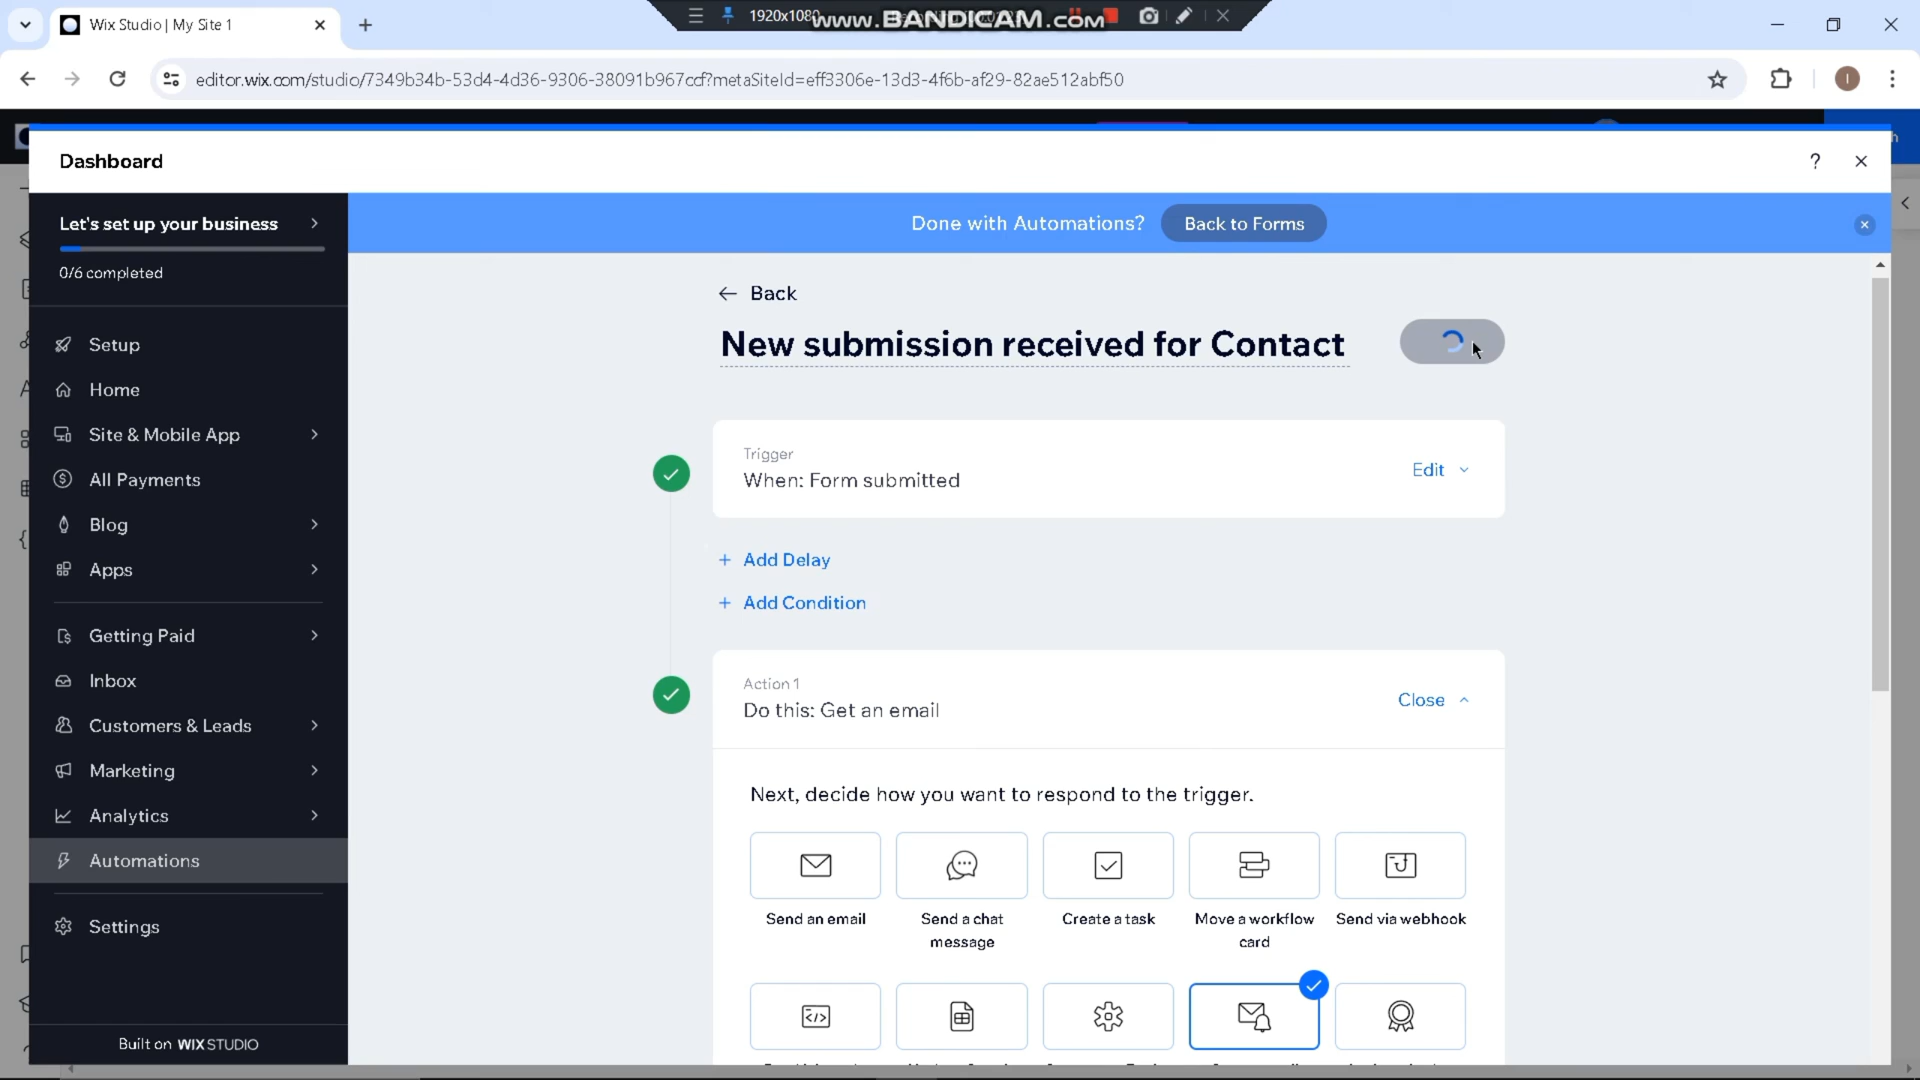 Wix Studio | My Site 1
1920x1080
www.BANDICAM.com
editor.wix.com/studio/7349b34b-53d4-4d36-9306-38091b967ccf?metaSiteId=eff3306e-13d3-4f6b-af29-82ae512abf50
I
Dashboard
?
Let's set up your business
0/6 completed
Setup
Home
Site & Mobile App
All Payments
Blog
Apps
Getting Paid
Inbox
Customers & Leads
Marketing
Analytics
Automations
Settings
Built on WIX STUDIO
Done with Automations?
Back to Forms
Back
New submission received for Contact
Trigger
When: Form submitted
Edit
+ Add Delay
+ Add Condition
Action 1
Do this: Get an email
Close
Next, decide how you want to respond to the trigger.
Send an email
Send a chat message
Create a task
Move a workflow card
Send via webhook